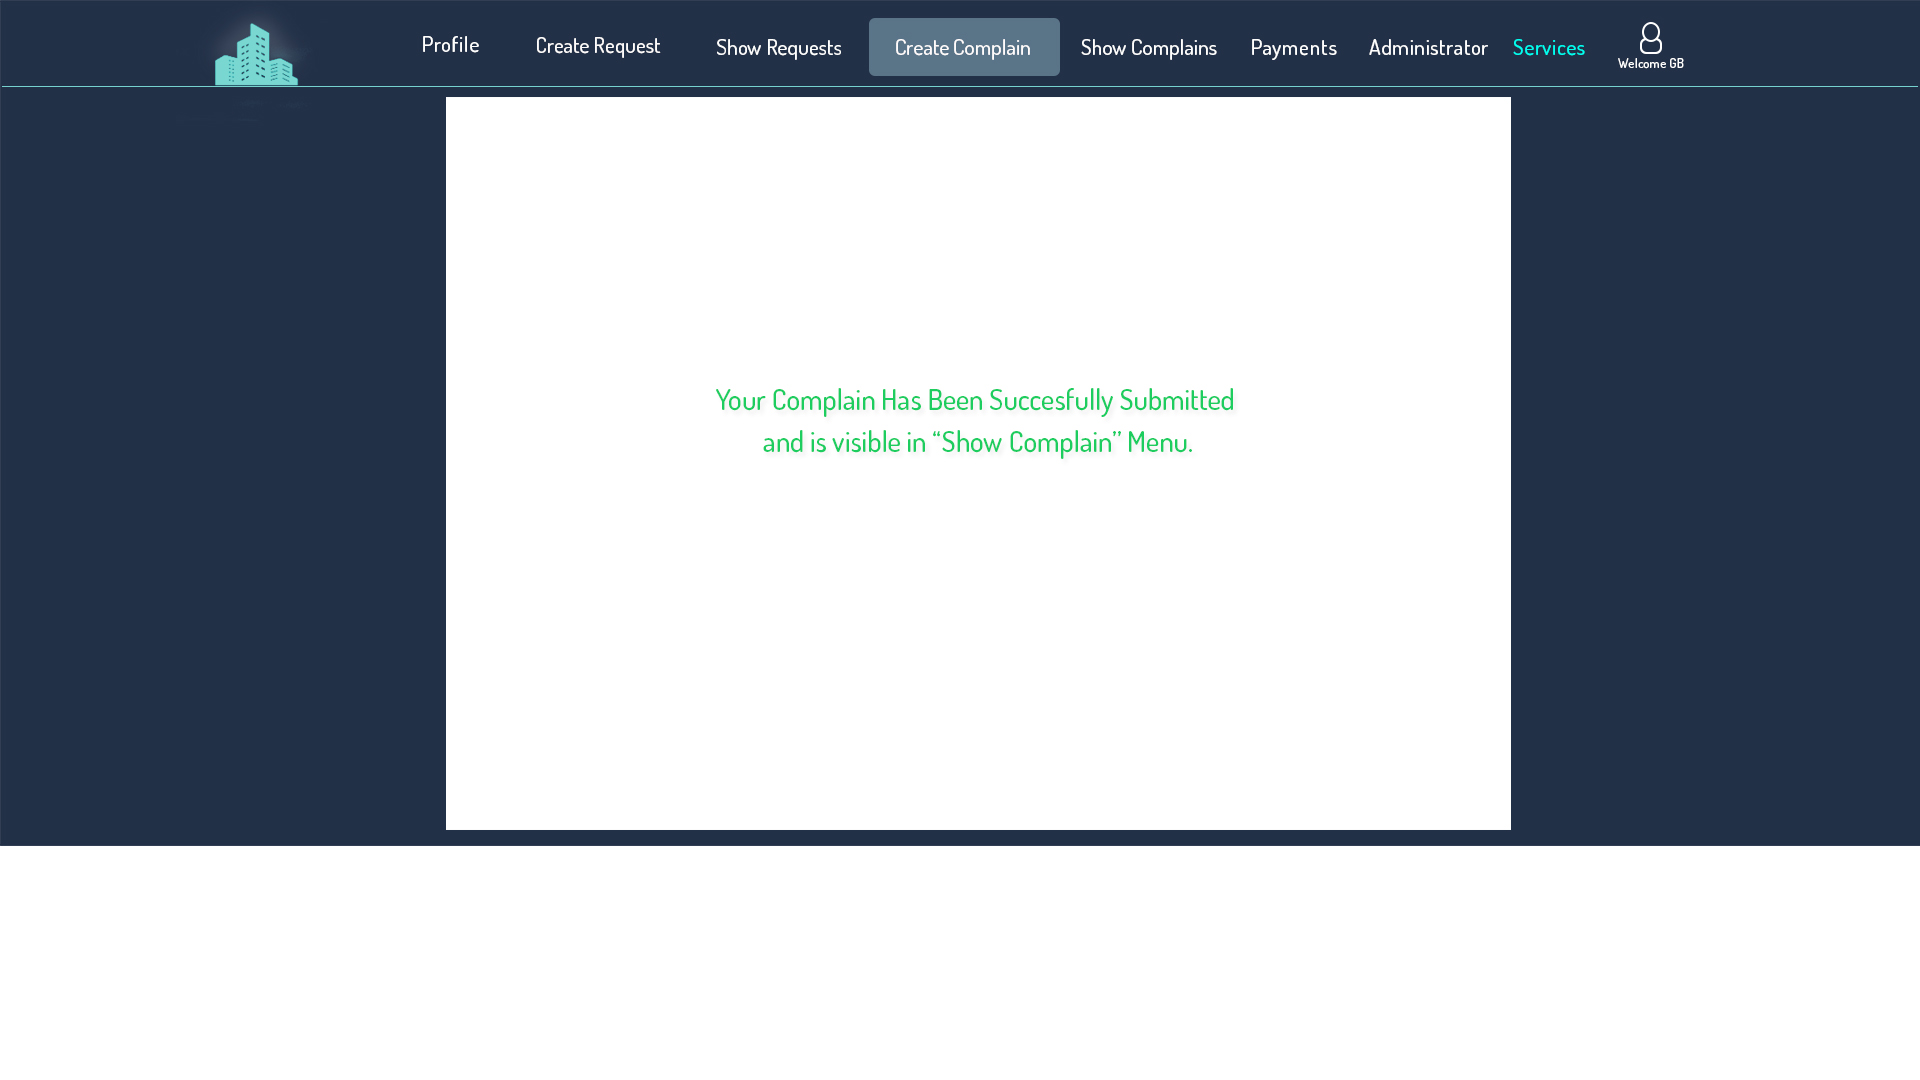 Profile
Create Request
Show Requests
Create Complain
Show Complains
Payments
Administrator
Services
Welcome GB
Your Complain Has Been Succesfully Submitted
and is visible in “Show Complain’’ Menu.